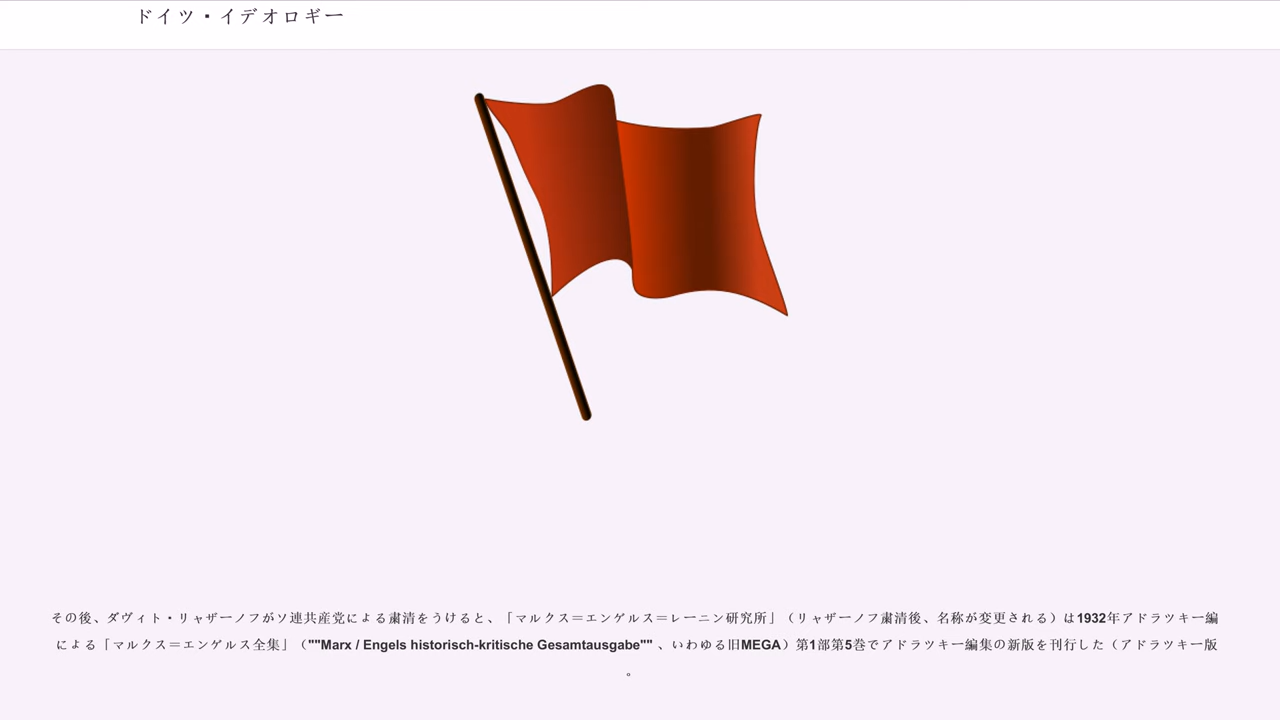 ドイツ・イデオロギー
その後、ダヴィト・リャザーノフがソ連共産党による粛清をうけると、「マルクス＝エンゲルス＝レーニン研究所」（リャザーノフ粛清後、名称が変更される）は1932年アドラツキー編
による「マルクス＝エンゲルス全集」（""Marx / Engels historisch-kritische Gesamtausgabe"" 、いわゆる旧MEGA）第1部第5巻でアドラツキー編集の新版を刊行した（アドラツキー版
。